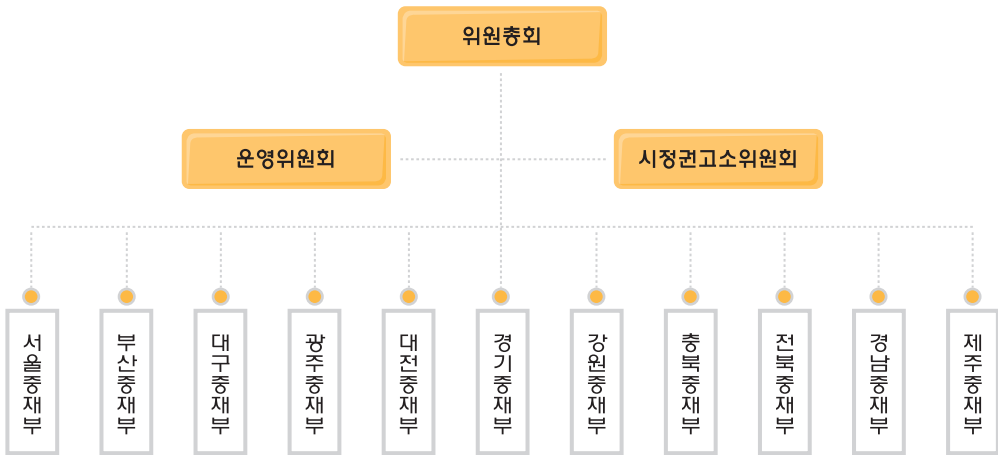 위원총회
운영위원회
시정권고소위원회
서울중재부
부산중재부
대구중재부
광주중재부
대전중재부
경기중재부
강원중재부
충북중재부
전북중재부
경남중재부
제주중재부